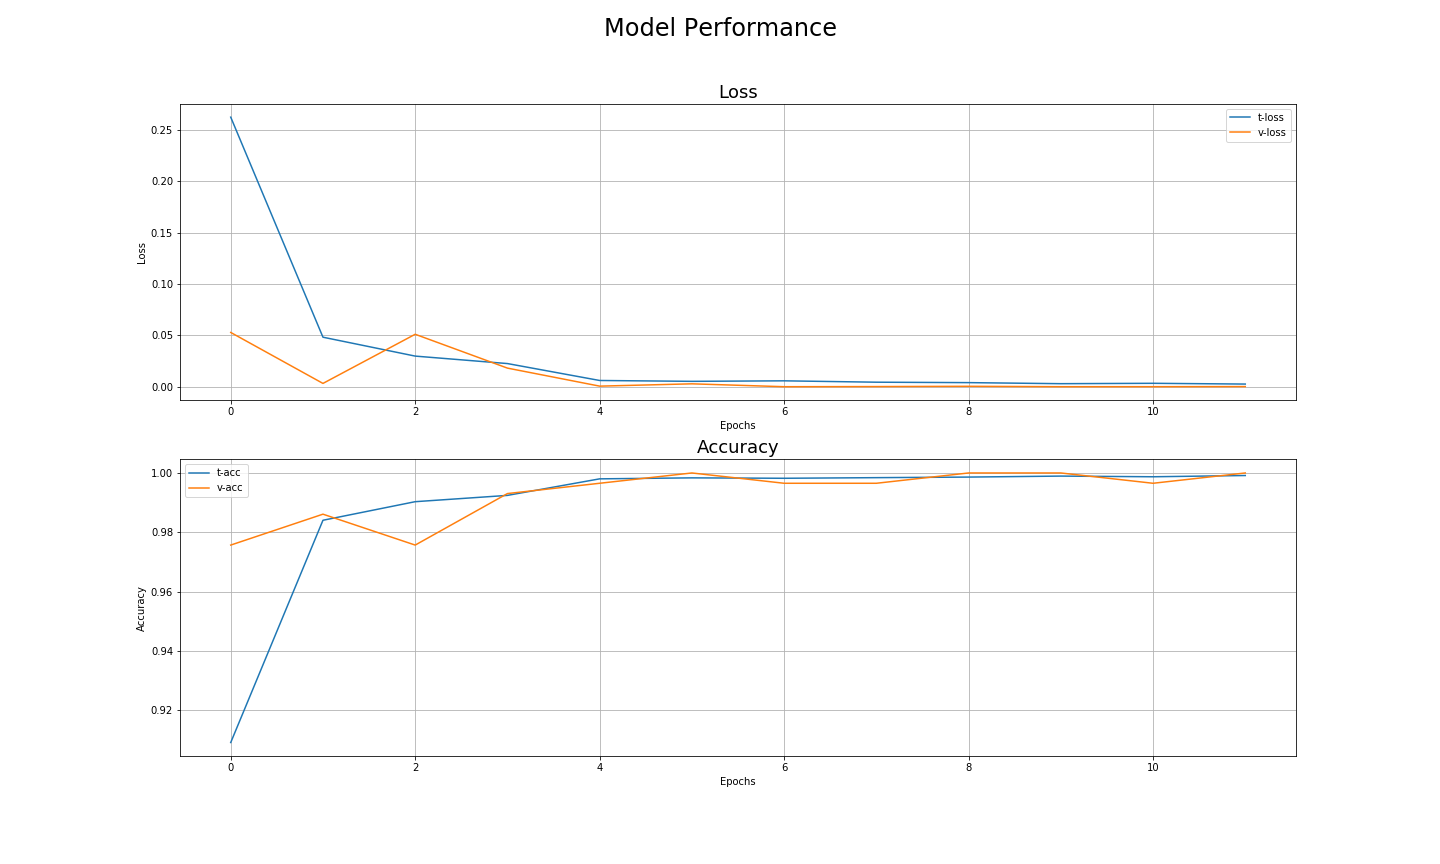 Model Performance
Loss
t-loss
v-loss
0.25
0.20
0.15
0.10
0.05
0.00
Loss
0 2 4 6 8 10
Epochs
Accuracy
t-acc
v-acc
1.00
0.98
0.96
0.94
0.92
Accuracy
0 2 4 6 8 10
Epochs